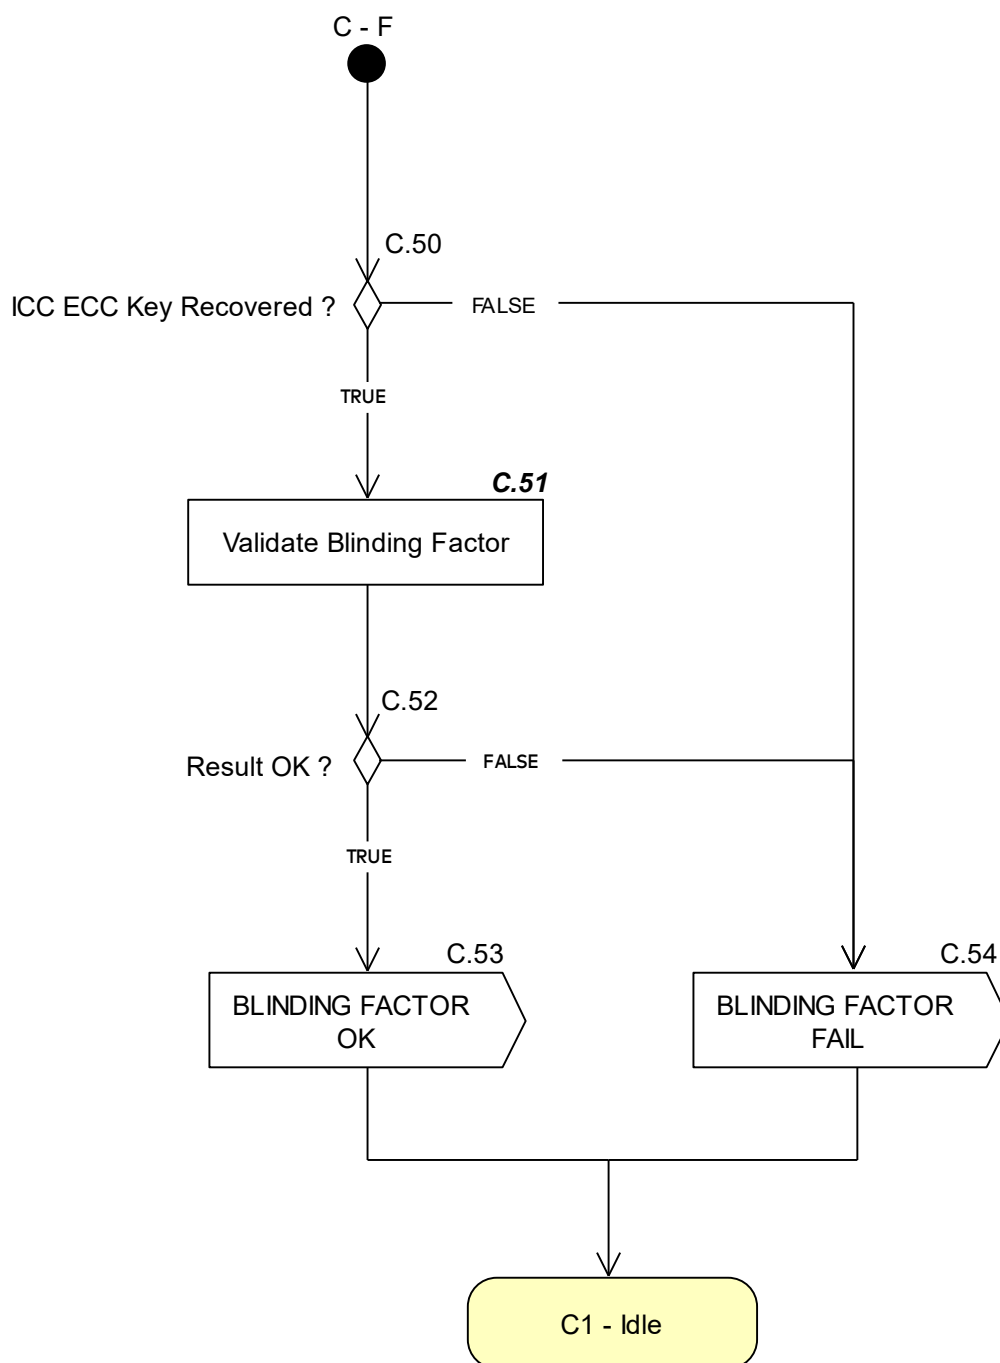 C - F
C.50
ICC ECC Key Recovered ?
FALSE
TRUE
C.51
Validate Blinding Factor
C.52
Result OK ?
FALSE
TRUE
C.53
C.54
BLINDING FACTOR
OK
BLINDING FACTOR
FAIL
C1 - Idle